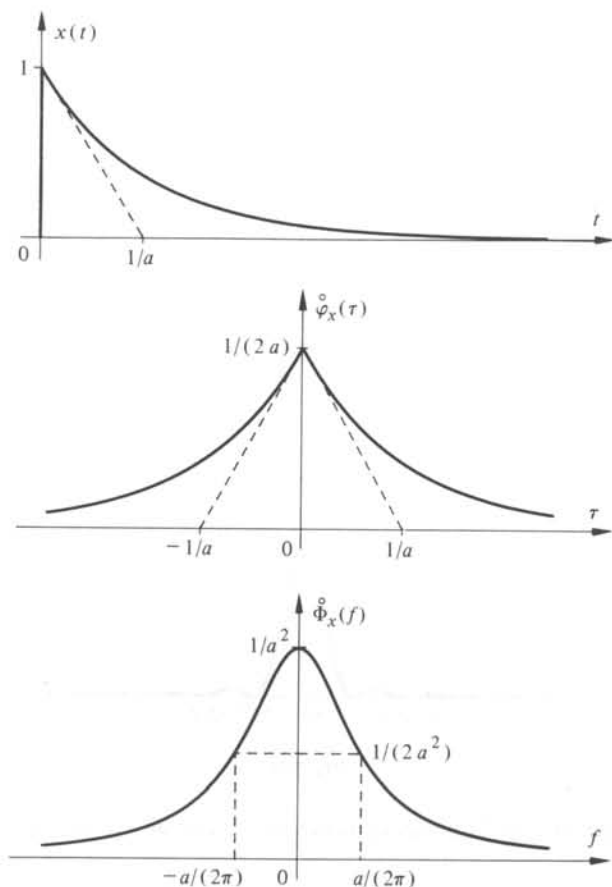 x(t)
1
t
0
1/a
φ̊ₓ(τ)
1/(2a)
τ
−1/a
0
1/a
Φ̊ₓ(f)
1/a²
1/(2a²)
f
−a/(2π)
0
a/(2π)